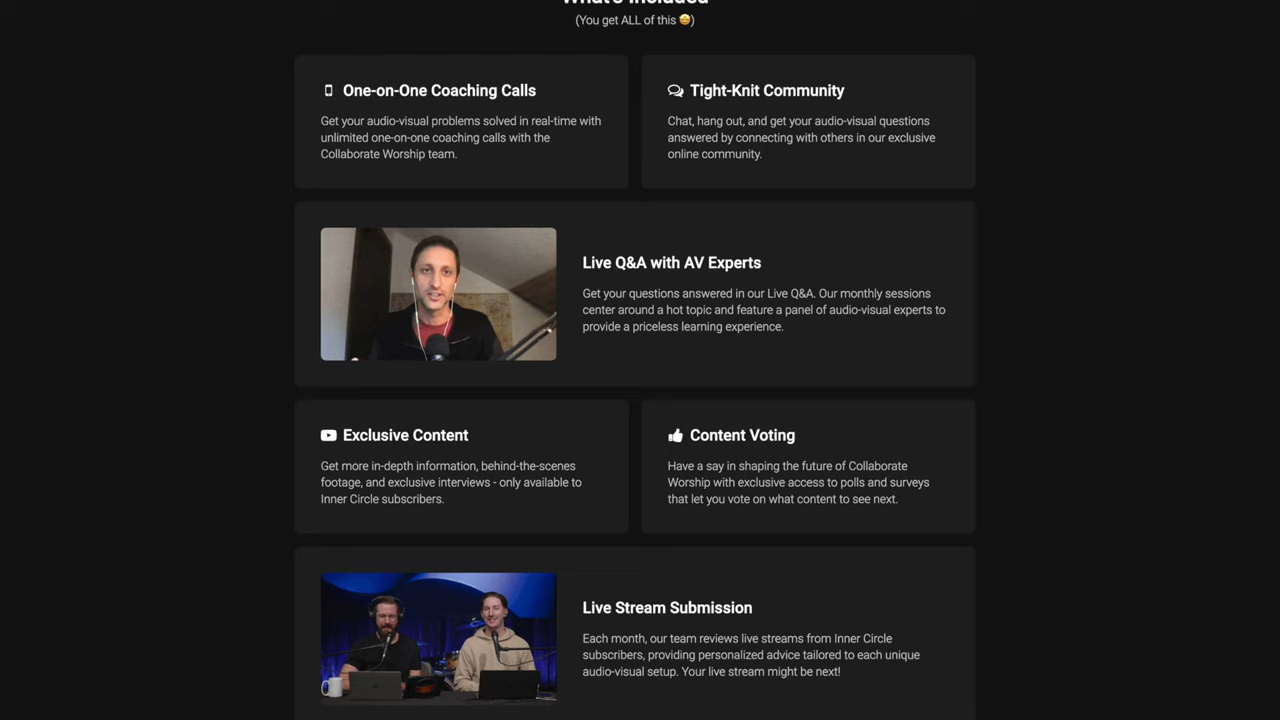 What's Included
(You get ALL of this 🤩)
One-on-One Coaching Calls
Get your audio-visual problems solved in real-time with
unlimited one-on-one coaching calls with the
Collaborate Worship team.
Tight-Knit Community
Chat, hang out, and get your audio-visual questions
answered by connecting with others in our exclusive
online community.
Live Q&A with AV Experts
Get your questions answered in our Live Q&A. Our monthly sessions
center around a hot topic and feature a panel of audio-visual experts to
provide a priceless learning experience.
Exclusive Content
Get more in-depth information, behind-the-scenes
footage, and exclusive interviews - only available to
Inner Circle subscribers.
Content Voting
Have a say in shaping the future of Collaborate
Worship with exclusive access to polls and surveys
that let you vote on what content to see next.
Live Stream Submission
Each month, our team reviews live streams from Inner Circle
subscribers, providing personalized advice tailored to each unique
audio-visual setup. Your live stream might be next!